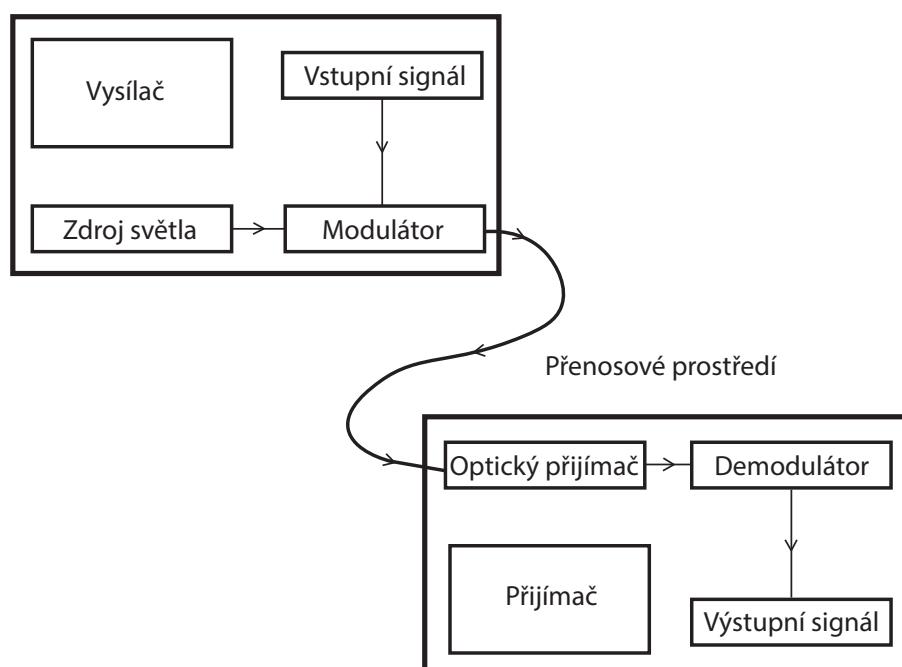 Vysílač
Vstupní signál
Zdroj světla
Modulátor
Přenosové prostředí
Optický přijímač
Demodulátor
Přijímač
Výstupní signál